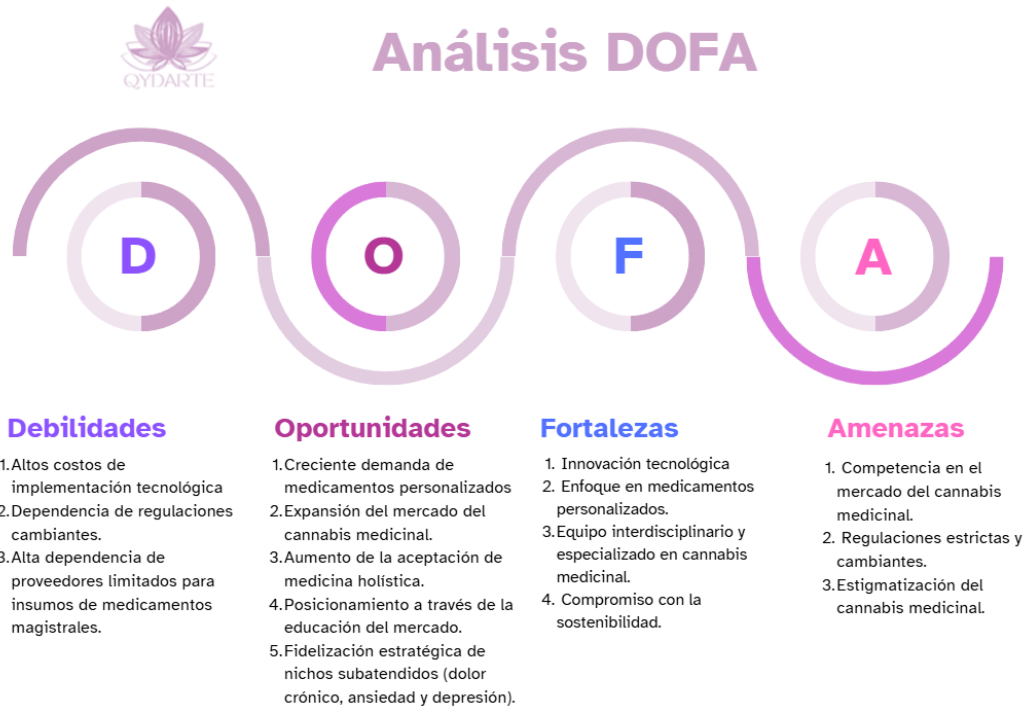 QYDARTE
Análisis DOFA
D
O
F
A
Debilidades
1.Altos costos de
implementación tecnológica
2.Dependencia de regulaciones
cambiantes.
3.Alta dependencia de
proveedores limitados para
insumos de medicamentos
magistrales.
Oportunidades
1.Creciente demanda de
medicamentos personalizados
2.Expansión del mercado del
cannabis medicinal.
3.Aumento de la aceptación de
medicina holística.
4.Posicionamiento a través de la
educación del mercado.
5.Fidelización estratégica de
nichos subatendidos (dolor
crónico, ansiedad y depresión).
Fortalezas
1. Innovación tecnológica
2. Enfoque en medicamentos
personalizados.
3.Equipo interdisciplinario y
especializado en cannabis
medicinal.
4. Compromiso con la
sostenibilidad.
Amenazas
1. Competencia en el
mercado del cannabis
medicinal.
2. Regulaciones estrictas y
cambiantes.
3.Estigmatización del
cannabis medicinal.